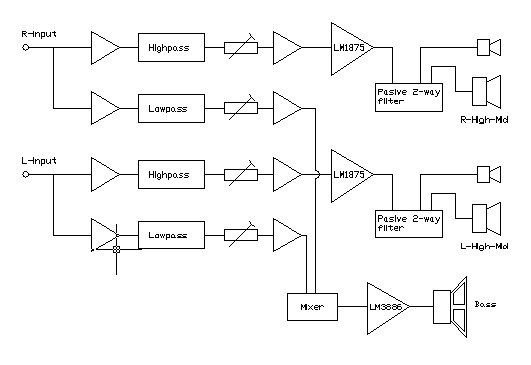 R-Input
Highpass
LM1875
Pasive 2-way
filter
Lowpass
R-High-Mid
L-Input
Highpass
LM1875
Pasive 2-way
filter
Lowpass
L-High-Mid
Mixer
LM3886
Bass